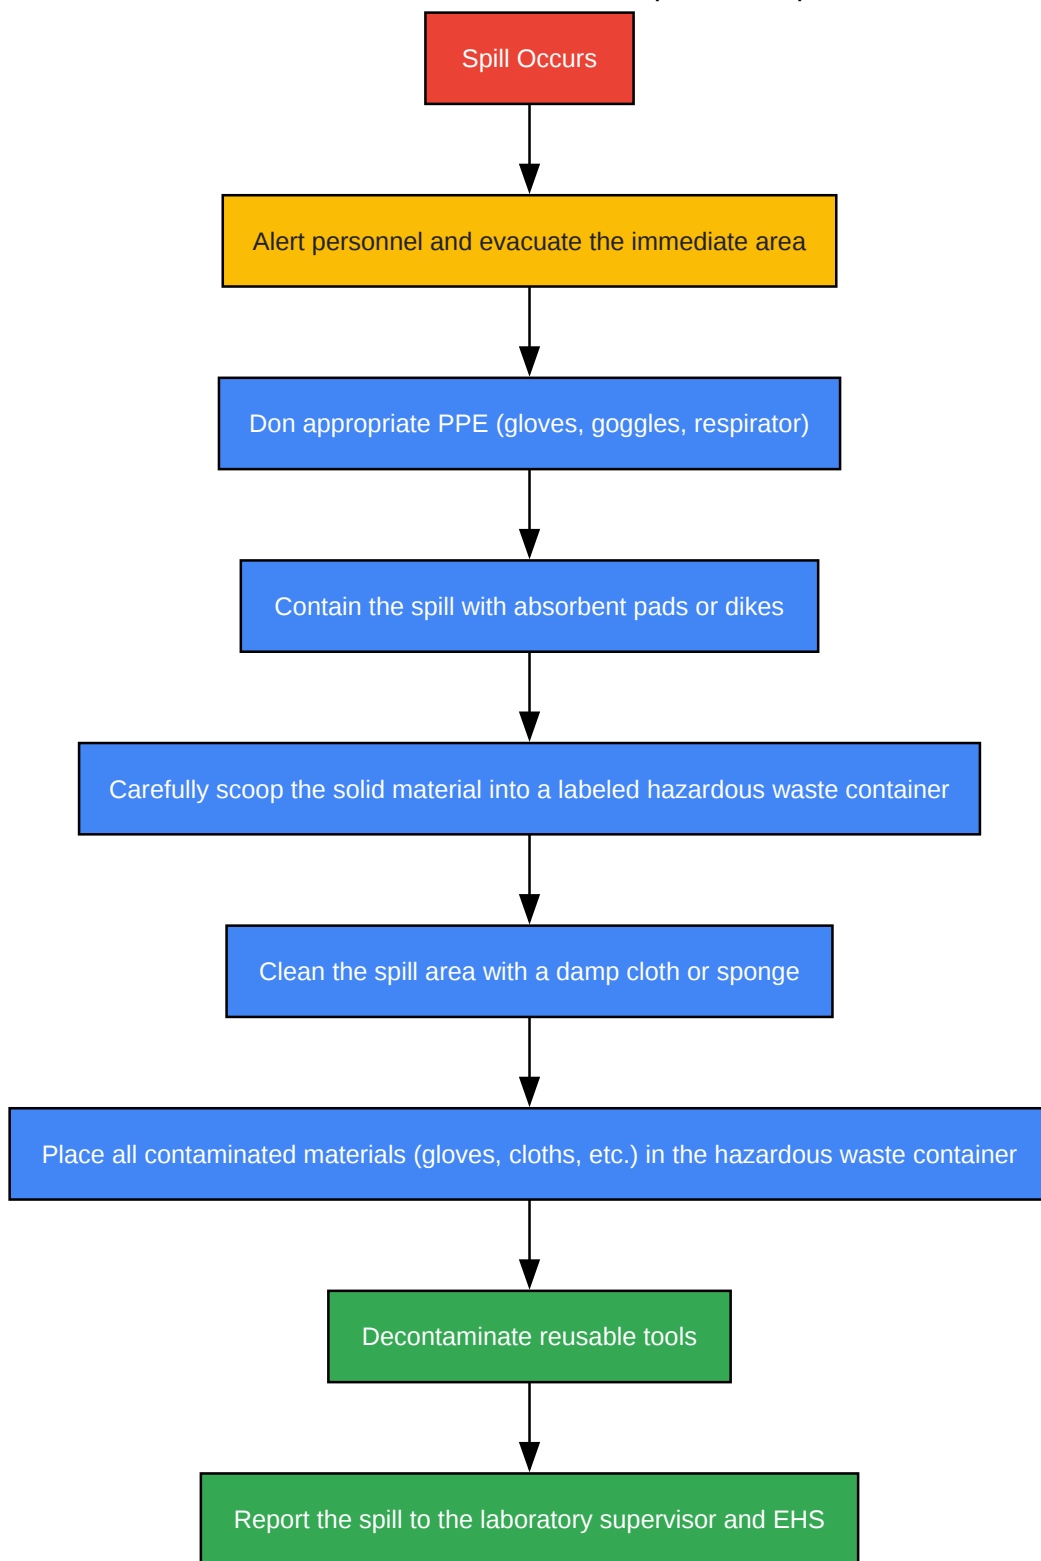 Spill Occurs
Alert personnel and evacuate the immediate area
Don appropriate PPE (gloves, goggles, respirator)
Contain the spill with absorbent pads or dikes
Carefully scoop the solid material into a labeled hazardous waste container
Clean the spill area with a damp cloth or sponge
Place all contaminated materials (gloves, cloths, etc.) in the hazardous waste container
Decontaminate reusable tools
Report the spill to the laboratory supervisor and EHS